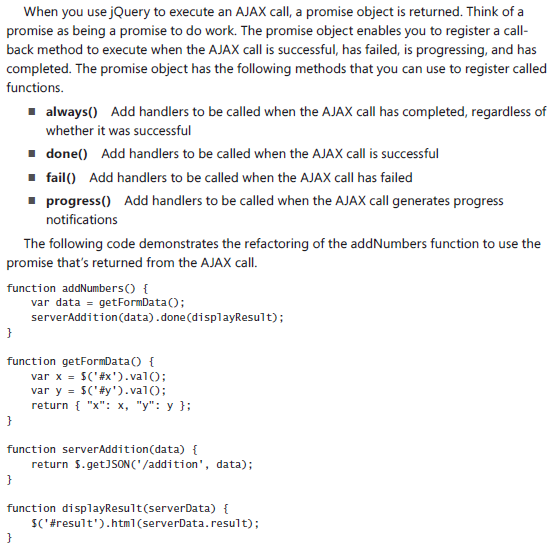 When you use jQuery to execute an AJAX call, a promise object is returned. Think of a
promise as being a promise to do work. The promise object enables you to register a call-
back method to execute when the AJAX call is successful, has failed, is progressing, and has
completed. The promise object has the following methods that you can use to register called
functions.
■ always() Add handlers to be called when the AJAX call has completed, regardless of
whether it was successful
■ done() Add handlers to be called when the AJAX call is successful
■ fail() Add handlers to be called when the AJAX call has failed
■ progress() Add handlers to be called when the AJAX call generates progress
notifications
The following code demonstrates the refactoring of the addNumbers function to use the
promise that's returned from the AJAX call.
function addNumbers() {
    var data = getFormData();
    serverAddition(data).done(displayResult);
}
function getFormData() {
    var x = $('#x').val();
    var y = $('#y').val();
    return { "x": x, "y": y };
}
function serverAddition(data) {
    return $.getJSON('/addition', data);
}
function displayResult(serverData) {
    $('#result').html(serverData.result);
}